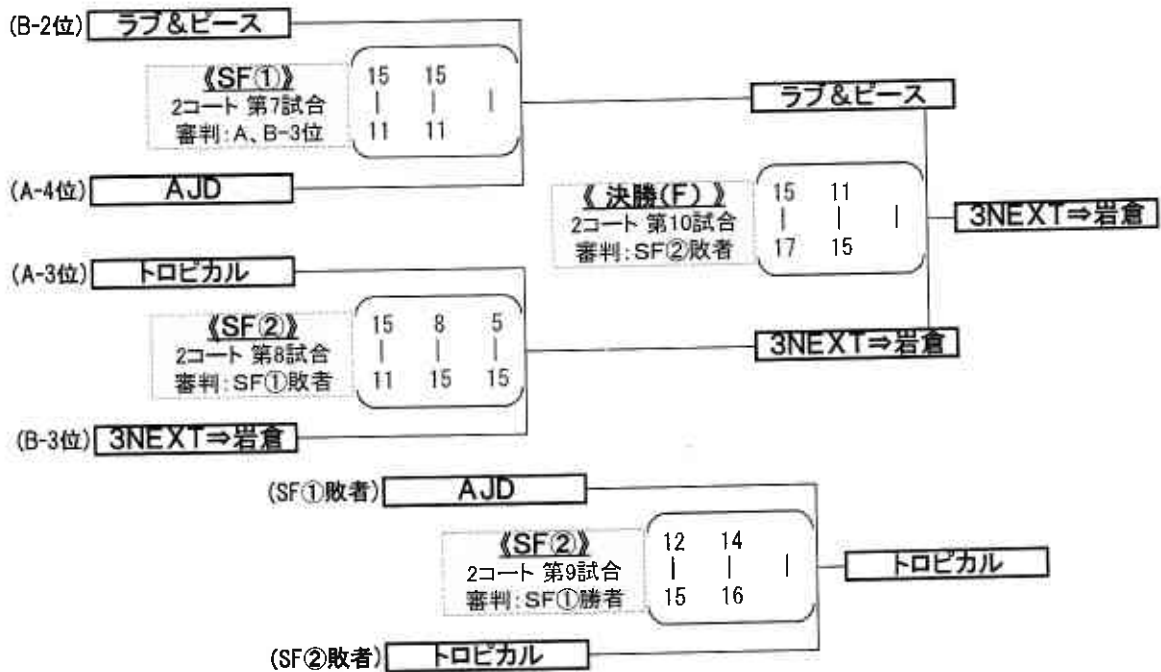 (B-2位) ラブ&ピース
《SF①》
2コート 第7試合
審判:A、B-3位
15 15
| | |
11 11
ラブ&ピース
(A-4位) AJD
《 決勝(F) 》
2コート 第10試合
審判:SF②敗者
15 11
| | |
17 15
3NEXT⇒岩倉
(A-3位) トロピカル
《SF②》
2コート 第8試合
審判:SF①敗者
15 8 5
| | |
11 15 15
3NEXT⇒岩倉
(B-3位) 3NEXT⇒岩倉
(SF①敗者) AJD
《SF②》
2コート 第9試合
審判:SF①勝者
12 14
| | |
15 16
トロピカル
(SF②敗者) トロピカル